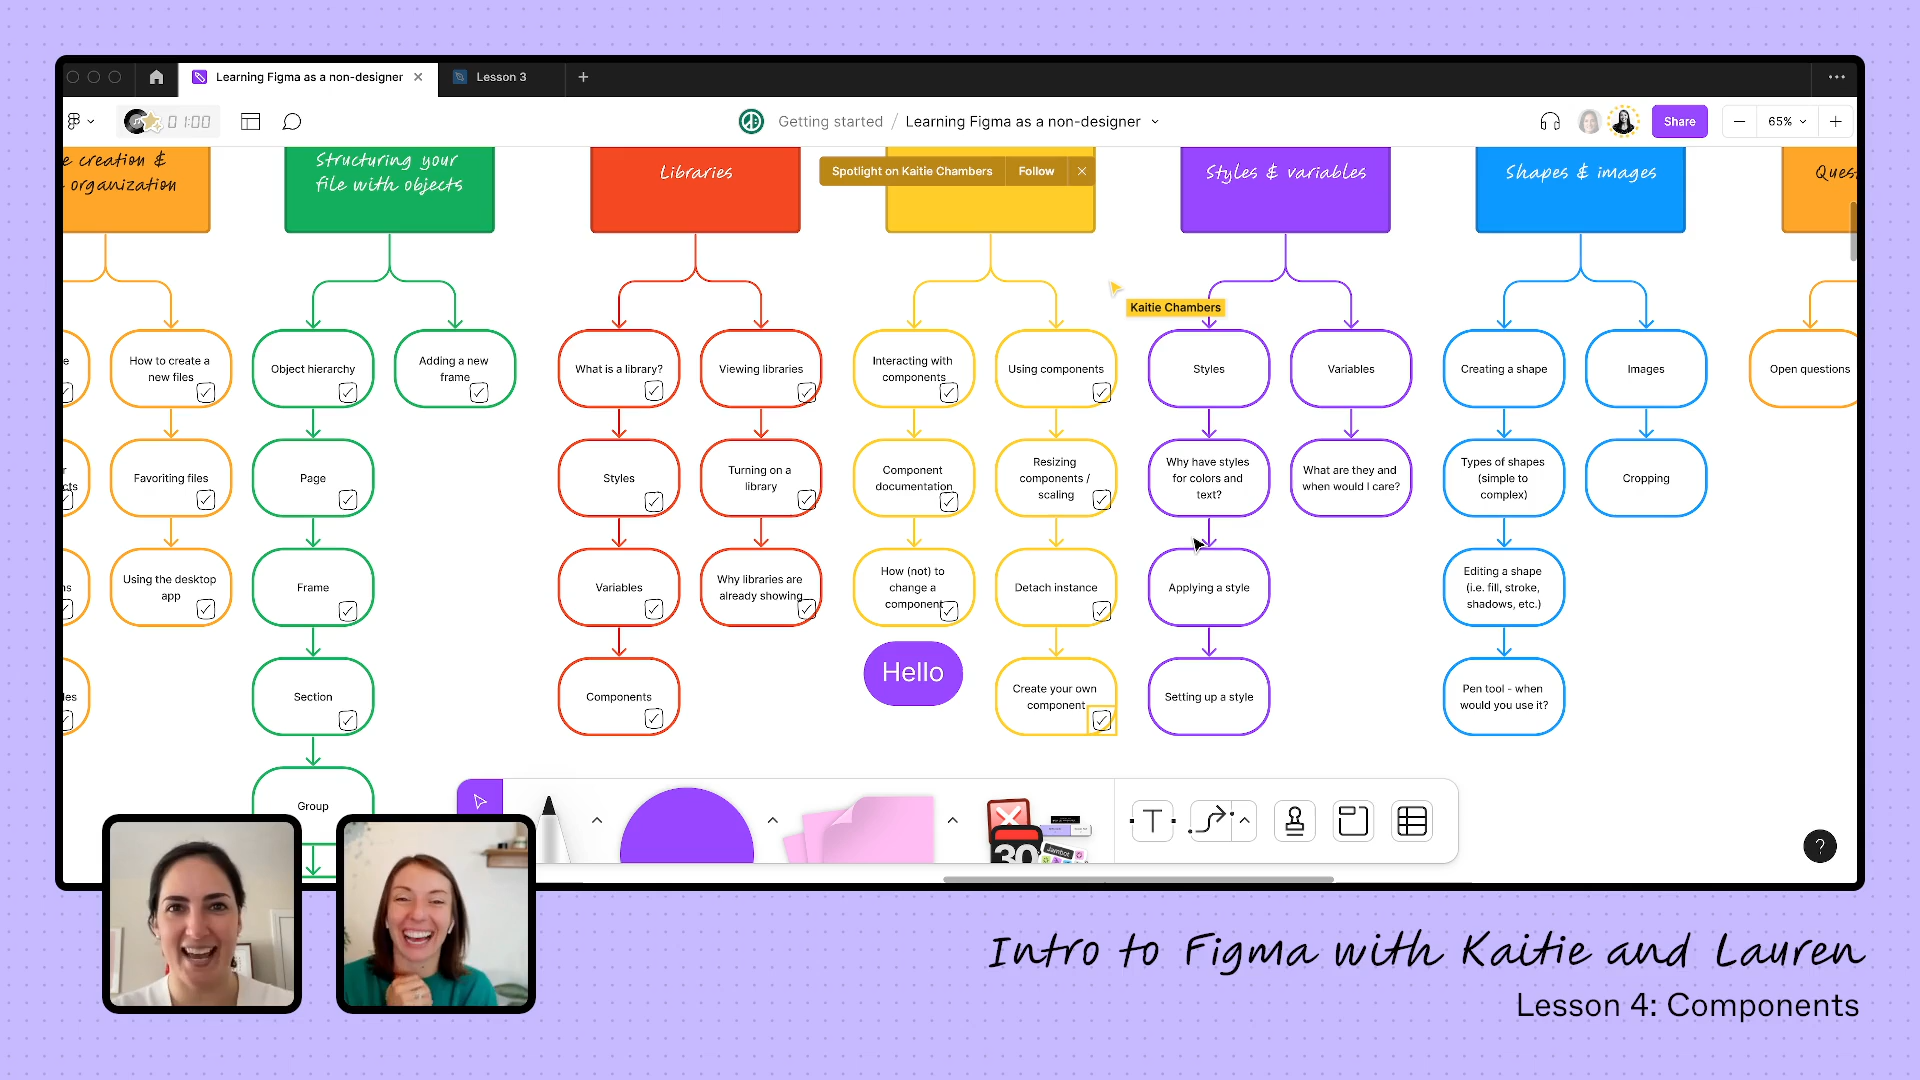 Learning Figma as a non-designer
Lesson 3
01:00
Getting started / Learning Figma as a non-designer
Share
65%
e creation &
organization
Structuring your
file with objects
Libraries
Spotlight on Kaitie Chambers
Follow
Styles & variables
Shapes & images
Ques
Kaitie Chambers
e
How to create a
new files
Object hierarchy
Adding a new
frame
What is a library?
Viewing libraries
Interacting with
components
Using components
Styles
Variables
Creating a shape
Images
Open questions
r
cts
Favoriting files
Page
Styles
Turning on a
library
Component
documentation
Resizing
components /
scaling
Why have styles
for colors and
text?
What are they and
when would I care?
Types of shapes
(simple to
complex)
Cropping
ns
Using the desktop
app
Frame
Variables
Why libraries are
already showing
How (not) to
change a
component
Detach instance
Applying a style
Editing a shape
(i.e. fill, stroke,
shadows, etc.)
les
Section
Components
Hello
Create your own
component
Setting up a style
Pen tool - when
would you use it?
Group
30
Jambot
T
?
Intro to Figma with Kaitie and Lauren
Lesson 4: Components